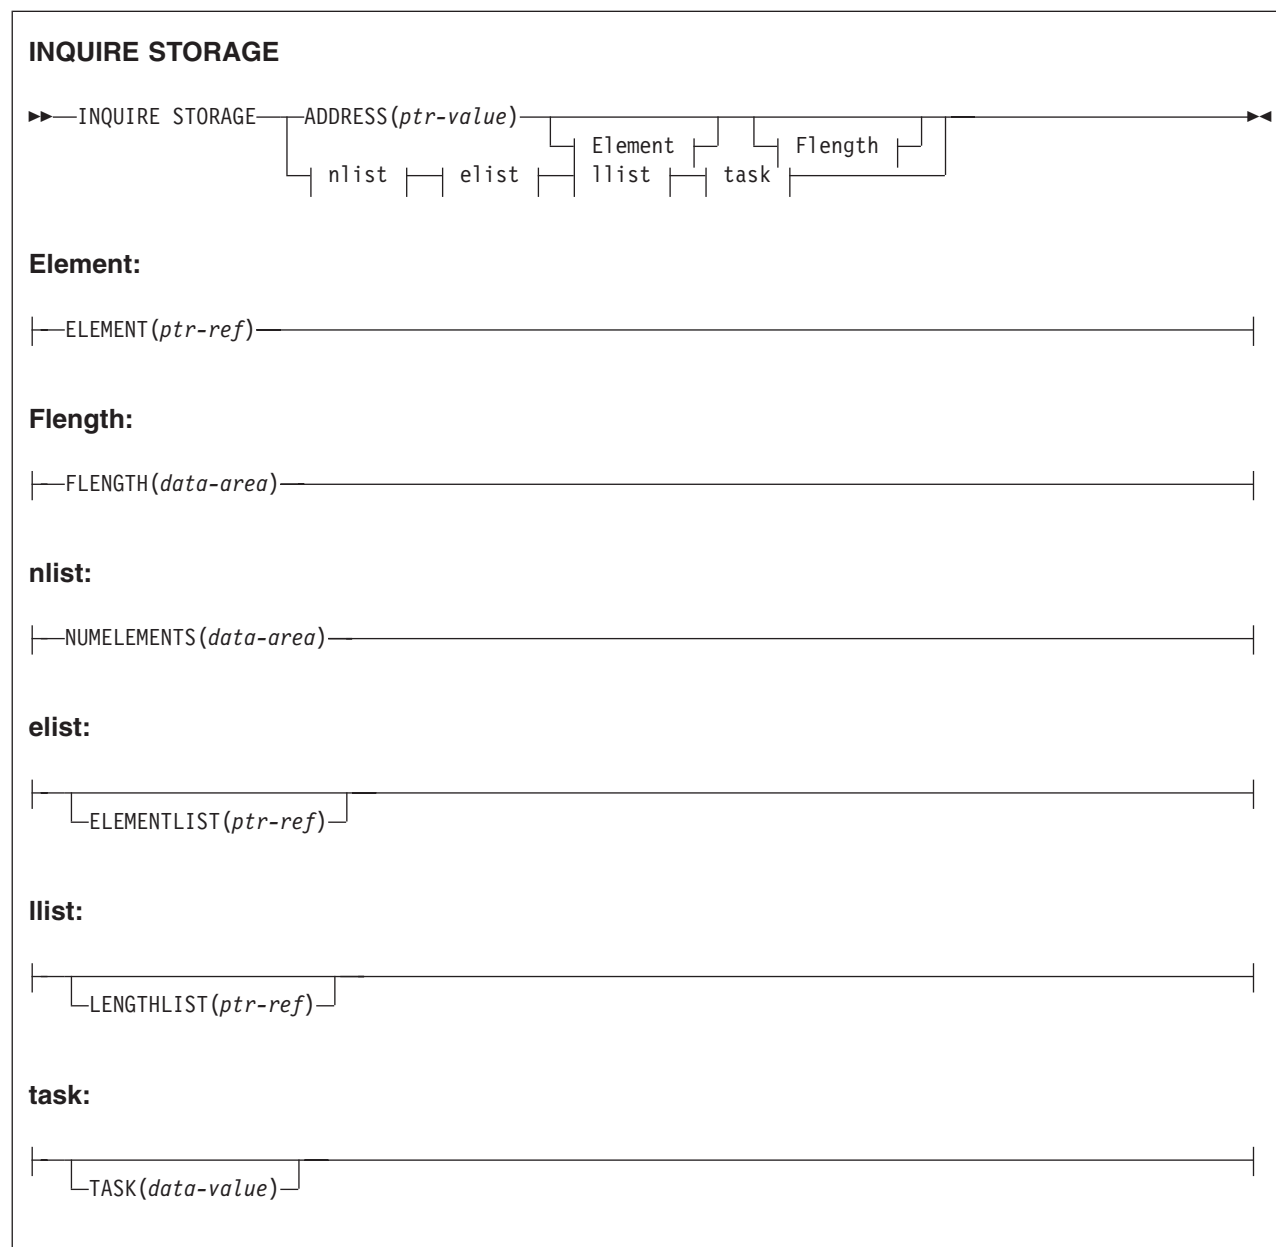 INQUIRE STORAGE
INQUIRE STORAGE ADDRESS(ptr-value)
Element Flength
nlist elist llist task
Element:
ELEMENT(ptr-ref)
Flength:
FLENGTH(data-area)
nlist:
NUMELEMENTS(data-area)
elist:
ELEMENTLIST(ptr-ref)
llist:
LENGTHLIST(ptr-ref)
task:
TASK(data-value)